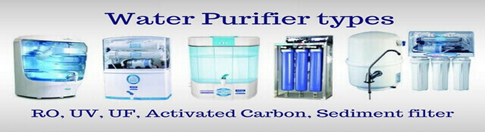 Water Purifier types
RO, UV, UF, Activated Carbon, Sediment filter